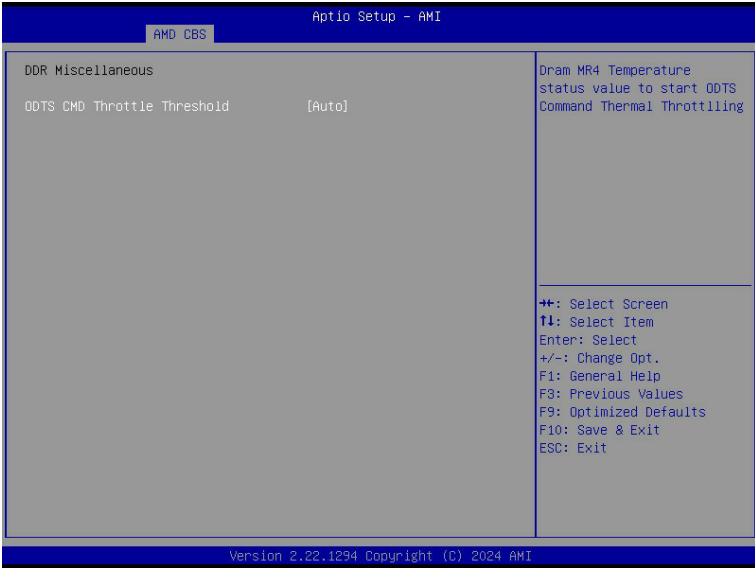 Aptio Setup – AMI
AMD CBS
DDR Miscellaneous
ODTS CMD Throttle Threshold [Auto]
Dram MR4 Temperature
status value to start ODTS
Command Thermal Throttlling
→←: Select Screen
↑↓: Select Item
Enter: Select
+/-: Change Opt.
F1: General Help
F3: Previous Values
F9: Optimized Defaults
F10: Save & Exit
ESC: Exit
Version 2.22.1294 Copyright (C) 2024 AMI